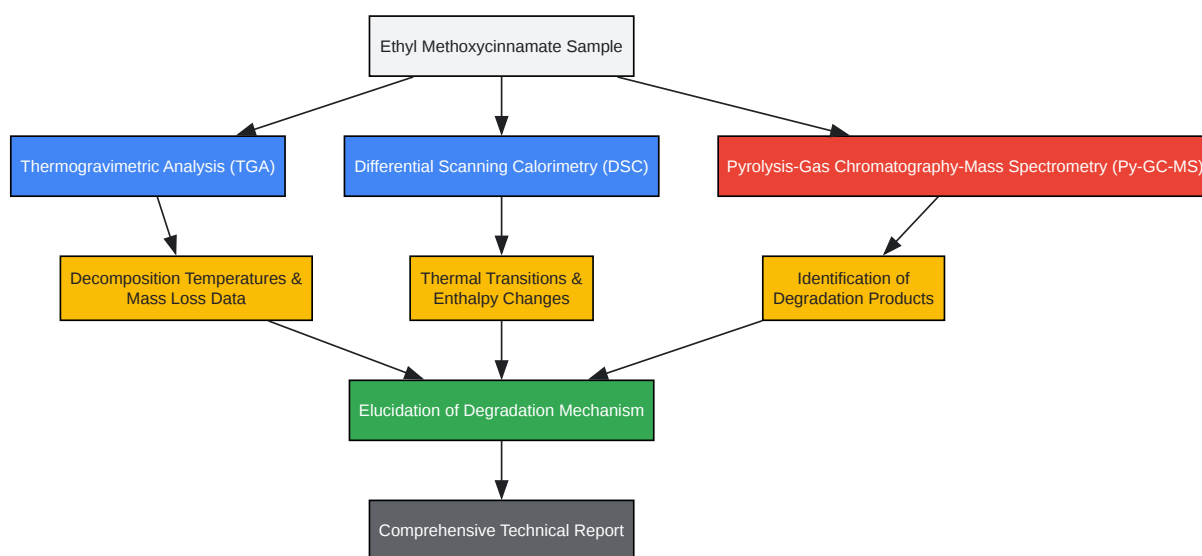 Ethyl Methoxycinnamate Sample
Thermogravimetric Analysis (TGA)
Differential Scanning Calorimetry (DSC)
Pyrolysis-Gas Chromatography-Mass Spectrometry (Py-GC-MS)
Decomposition Temperatures &
Mass Loss Data
Thermal Transitions &
Enthalpy Changes
Identification of
Degradation Products
Elucidation of Degradation Mechanism
Comprehensive Technical Report